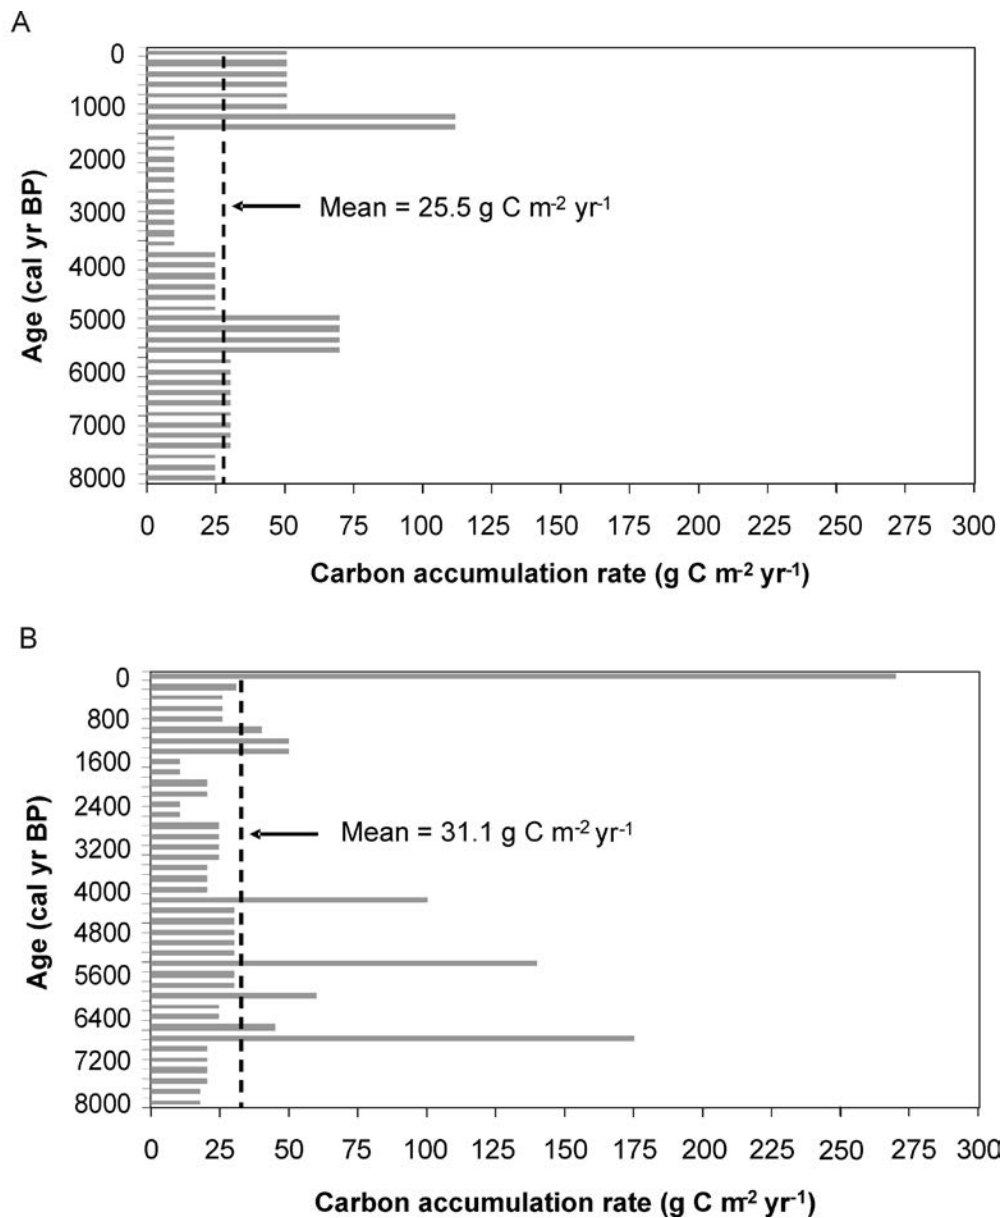 A
0
1000
2000
3000
4000
5000
6000
7000
8000
Age (cal yr BP)
Mean = 25.5 g C m⁻² yr⁻¹
0 25 50 75 100 125 150 175 200 225 250 275 300
Carbon accumulation rate (g C m⁻² yr⁻¹)
B
0
800
1600
2400
3200
4000
4800
5600
6400
7200
8000
Age (cal yr BP)
Mean = 31.1 g C m⁻² yr⁻¹
0 25 50 75 100 125 150 175 200 225 250 275 300
Carbon accumulation rate (g C m⁻² yr⁻¹)